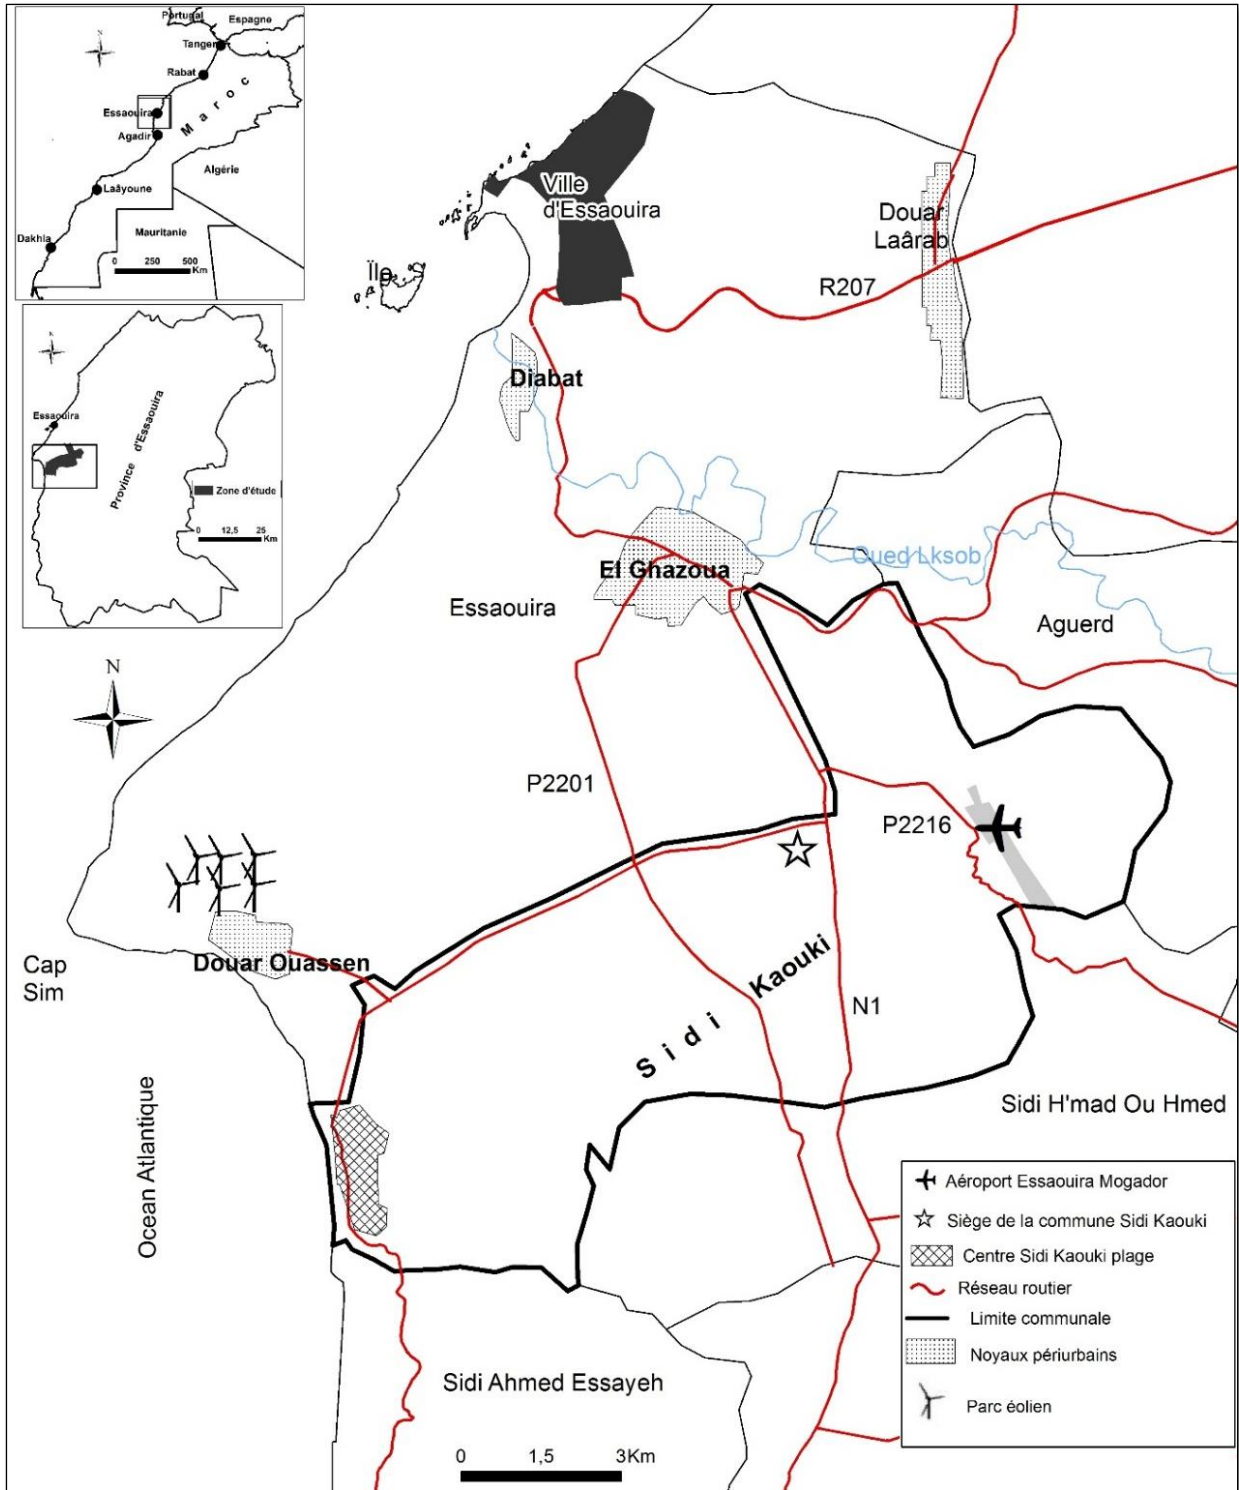 Portugal
Espagne
Tanger
Rabat
Essaouira
Maroc
Agadir
Algérie
Laâyoune
Dakhla
Mauritanie
0 250 500
Km
Essaouira
Province d'Essaouira
Zone d'étude
0 12,5 25
Km
N
Ville
d'Essaouira
Douar
Laârab
R207
Diabat
El Ghazoua
Oued Lksob
Essaouira
Aguerd
P2201
P2216
Douar Ouassen
Cap
Sim
Sidi Kaouki
N1
Ocean Atlantique
Sidi H'mad Ou Hmed
Sidi Ahmed Essayeh
0 1,5 3Km
Aéroport Essaouira Mogador
Siège de la commune Sidi Kaouki
Centre Sidi Kaouki plage
Réseau routier
Limite communale
Noyaux périurbains
Parc éolien